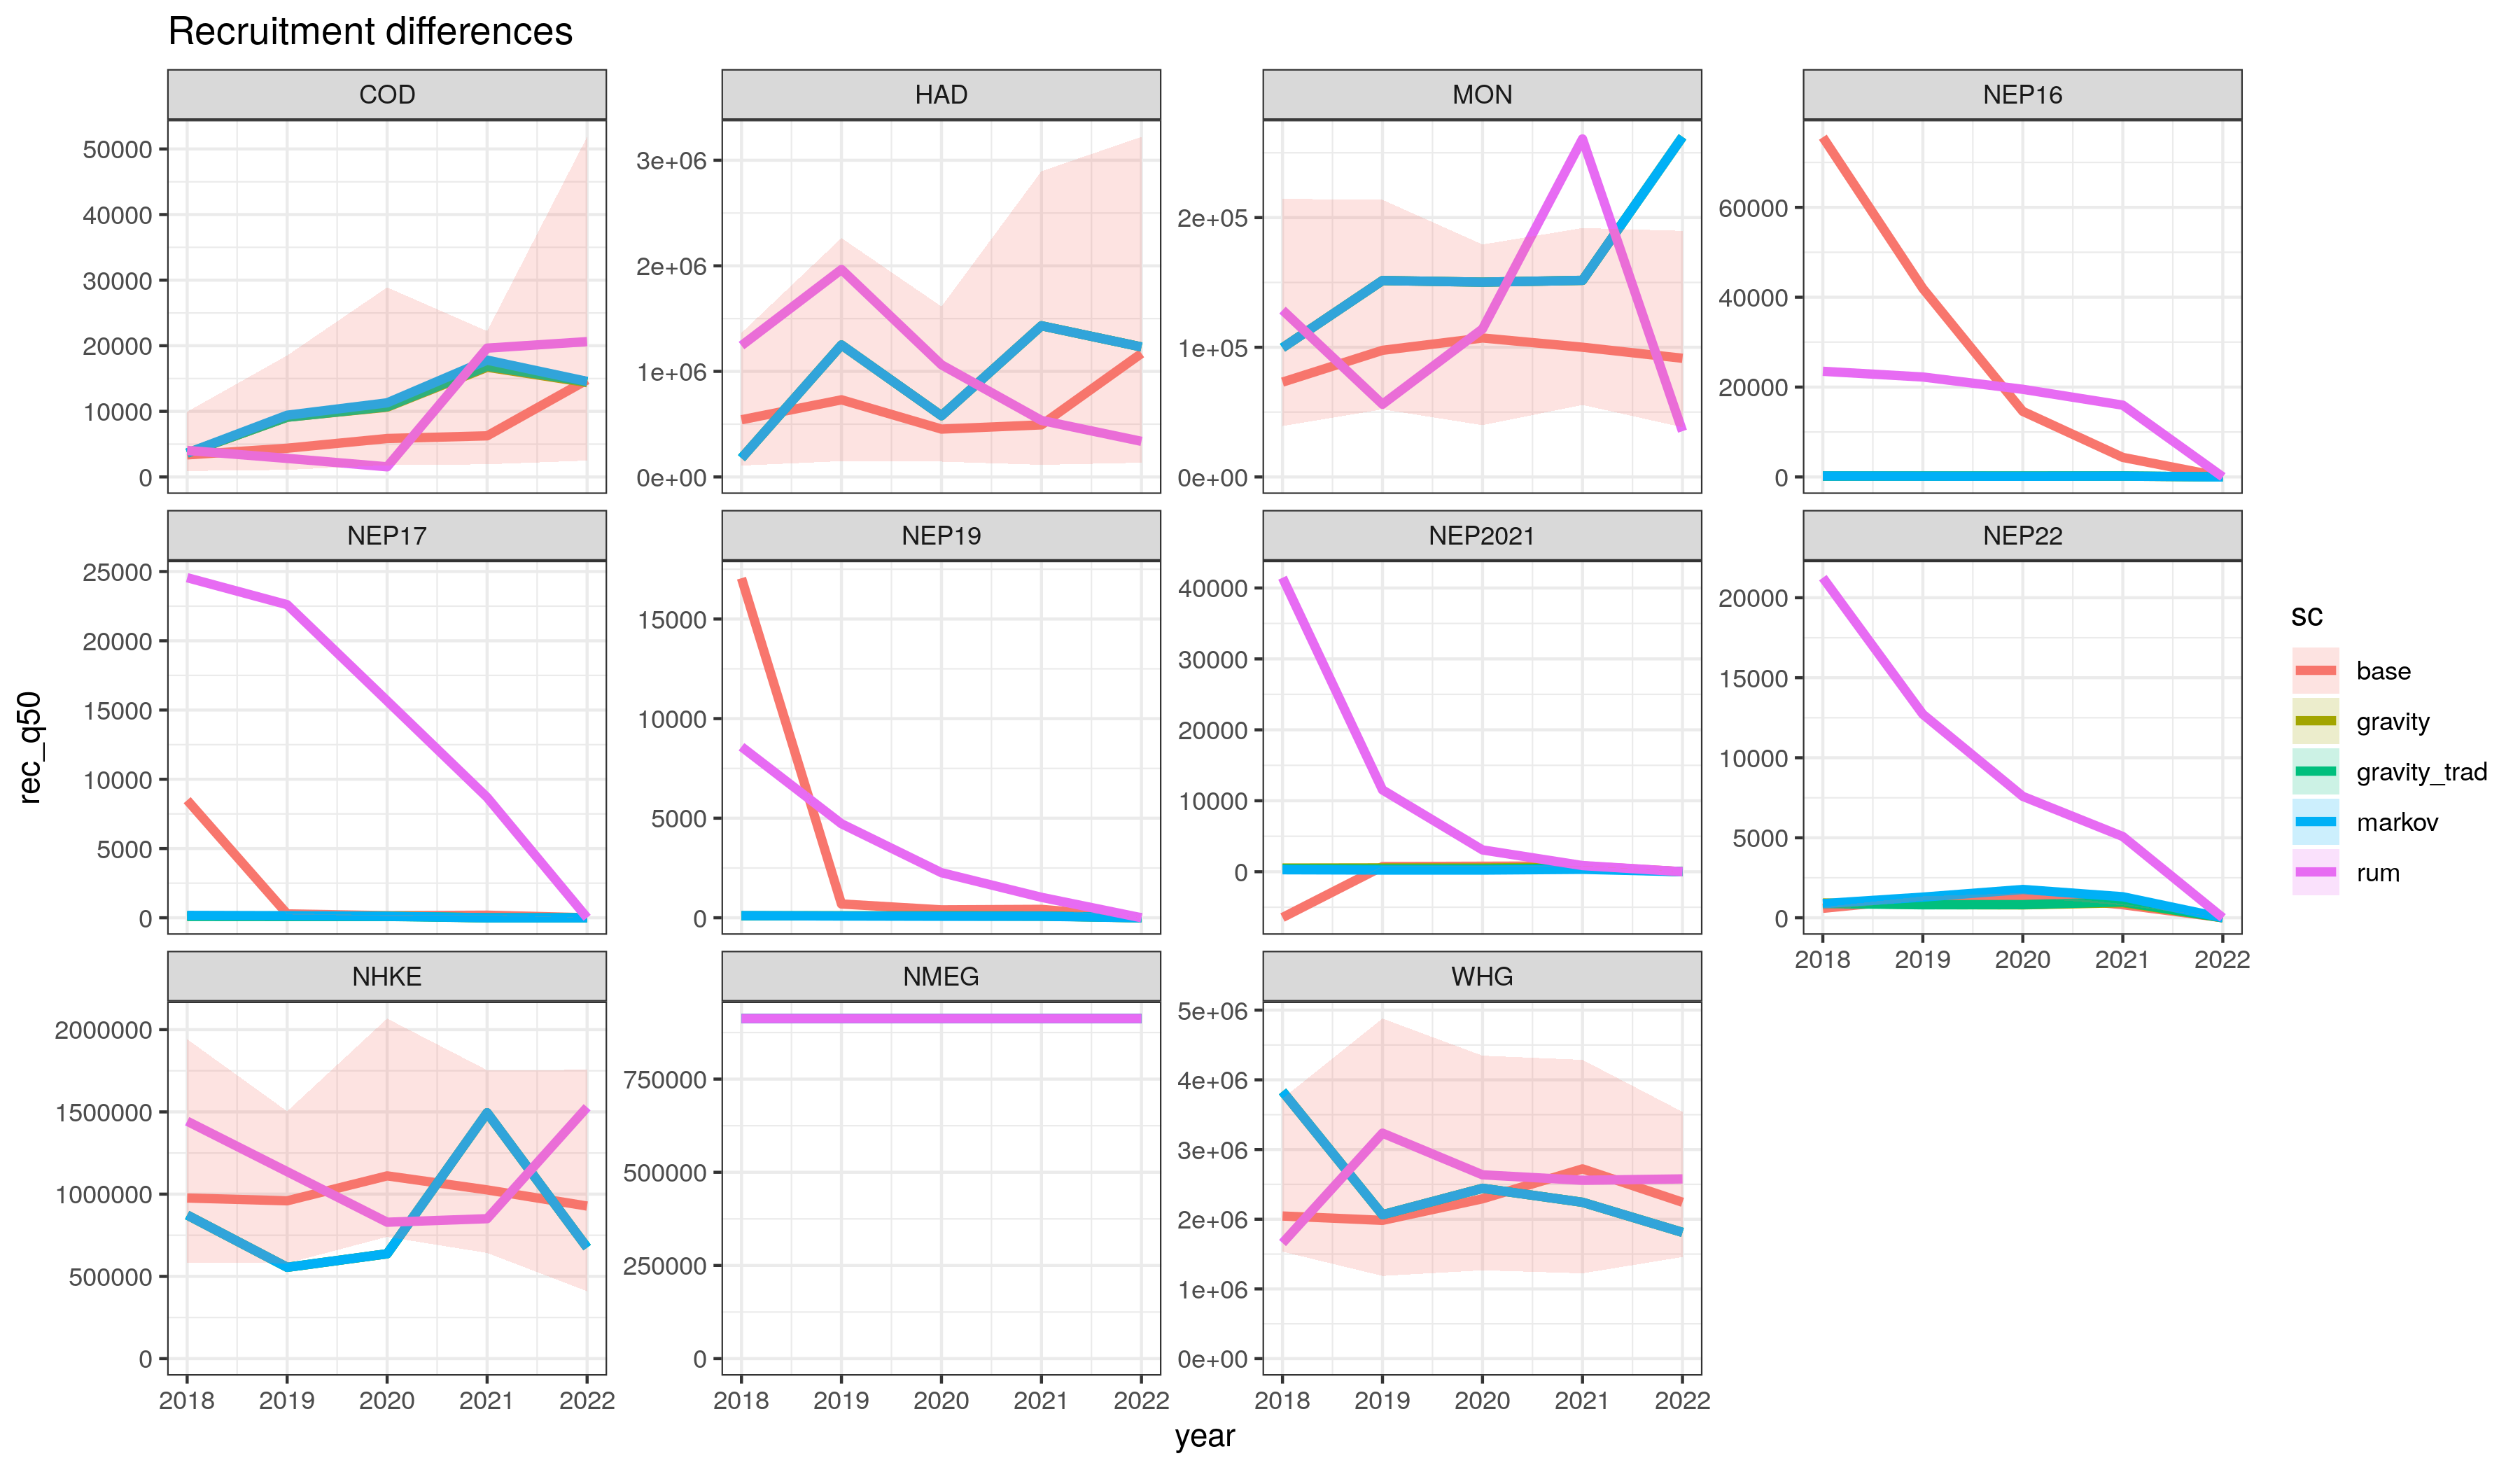 Recruitment differences
COD
HAD
MON
NEP16
50000
40000
30000
20000
10000
0
3e+06
2e+06
1e+06
0e+00
2e+05
1e+05
0e+00
60000
40000
20000
0
NEP17
NEP19
NEP2021
NEP22
25000
20000
15000
10000
5000
0
15000
10000
5000
0
40000
30000
20000
10000
0
20000
15000
10000
5000
0
2018 2019 2020 2021 2022
NHKE
NMEG
WHG
2000000
1500000
1000000
500000
0
750000
500000
250000
0
5e+06
4e+06
3e+06
2e+06
1e+06
0e+00
2018 2019 2020 2021 2022
2018 2019 2020 2021 2022
2018 2019 2020 2021 2022
year
rec_q50
sc
base
gravity
gravity_trad
markov
rum